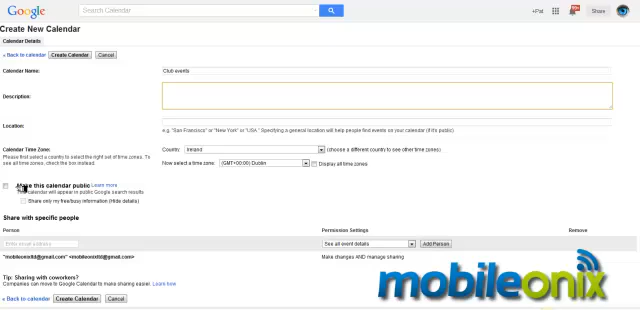 Google
Search Calendar
+Pat
Share
Create New Calendar
Calendar Details
« Back to calendar
Create Calendar
Cancel
Calendar Name:
Club events
Description:
Location:
e.g. "San Francisco" or "New York" or "USA." Specifying a general location will help people find events on your calendar (if it's public)
Calendar Time Zone:
Please first select a country to select the right set of time zones. To
see all time zones, check the box instead.
Country: Ireland (choose a different country to see other time zones)
Now select a time zone: (GMT+00:00) Dublin Display all time zones
Make this calendar public Learn more
This calendar will appear in public Google search results
Share only my free/busy information (Hide details)
Share with specific people
Person
Permission Settings
Remove
Enter email address
See all event details
Add Person
"mobileonixltd@gmail.com" <mobileonixltd@gmail.com>
Make changes AND manage sharing
Tip: Sharing with coworkers?
Companies can move to Google Calendar to make sharing easier. Learn how
« Back to calendar
Create Calendar
Cancel
mobileonix